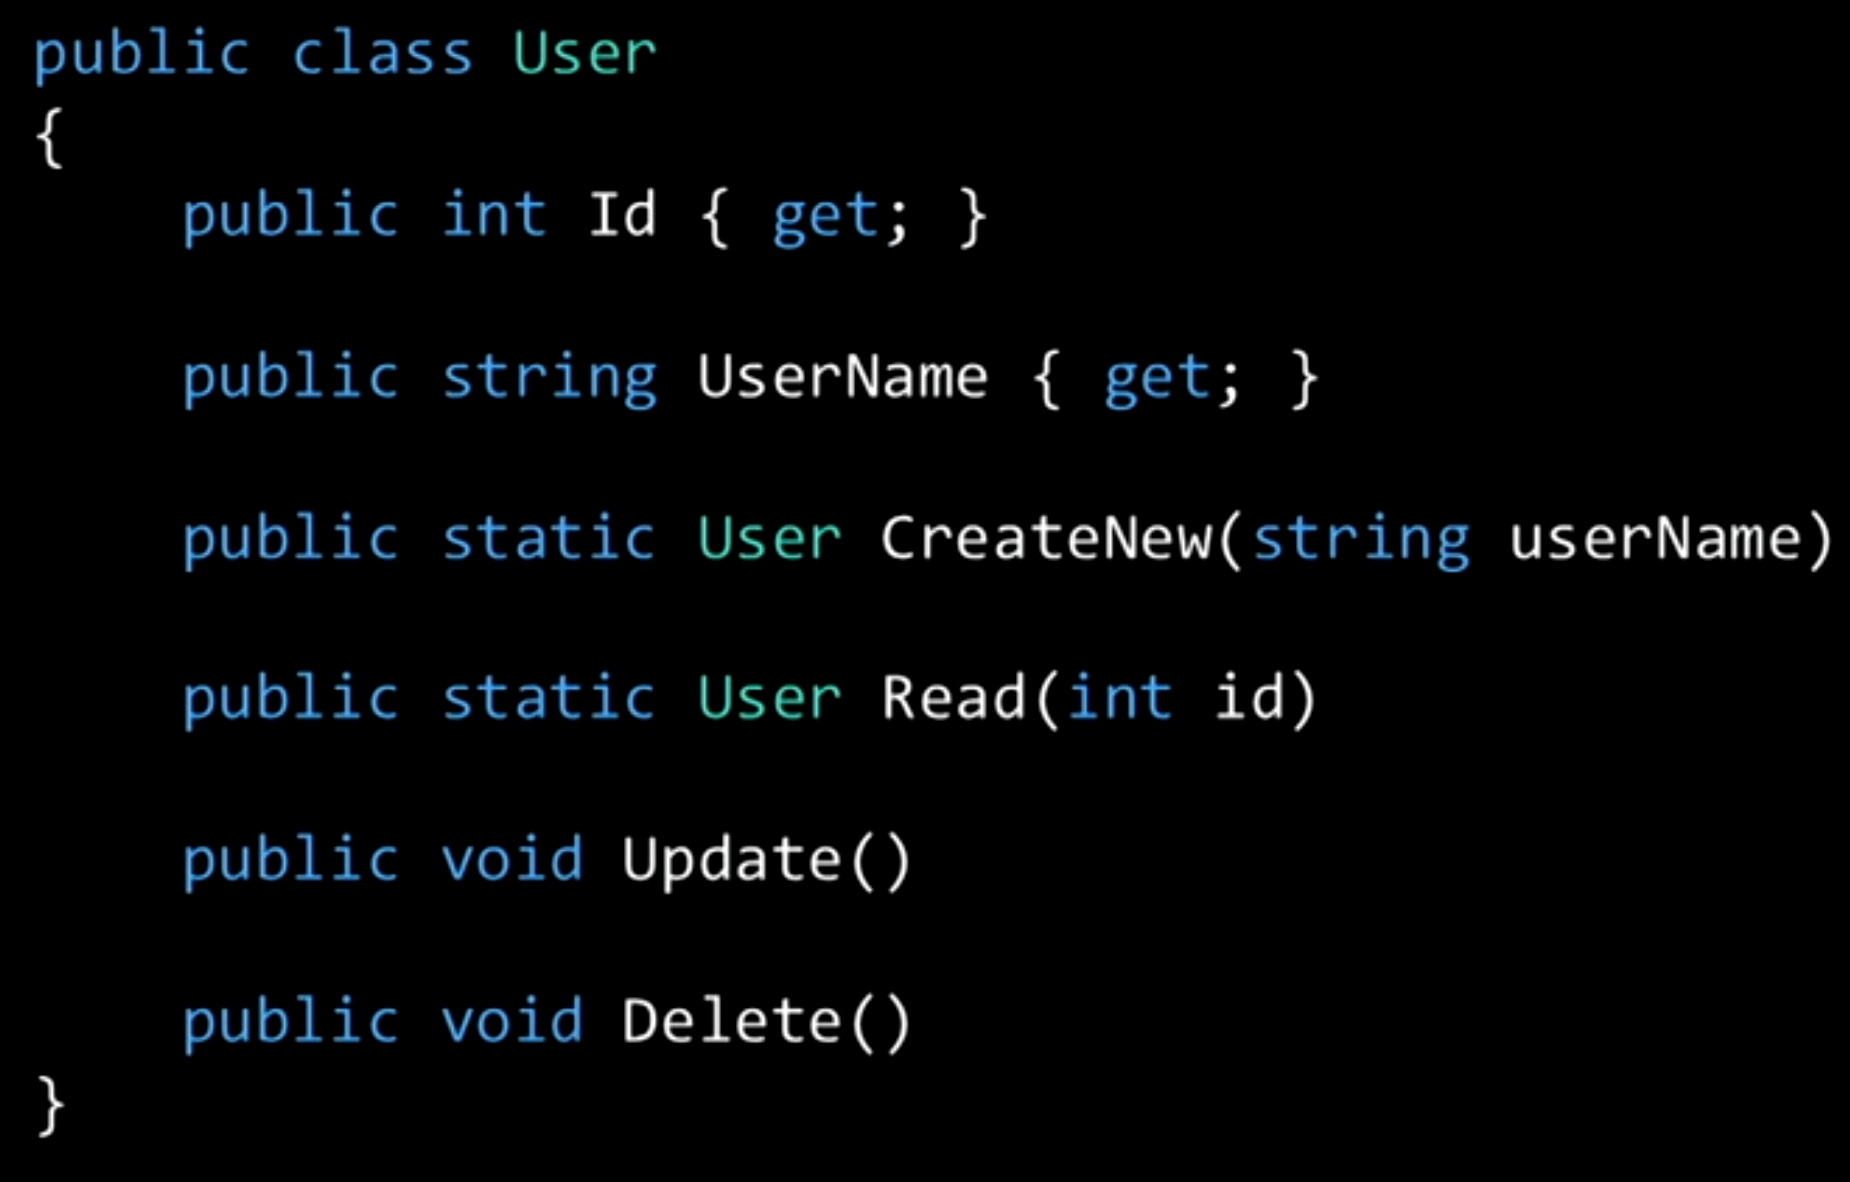 public class User
{
    public int Id { get; }
    public string UserName { get; }
    public static User CreateNew(string userName)
    public static User Read(int id)
    public void Update()
    public void Delete()
}